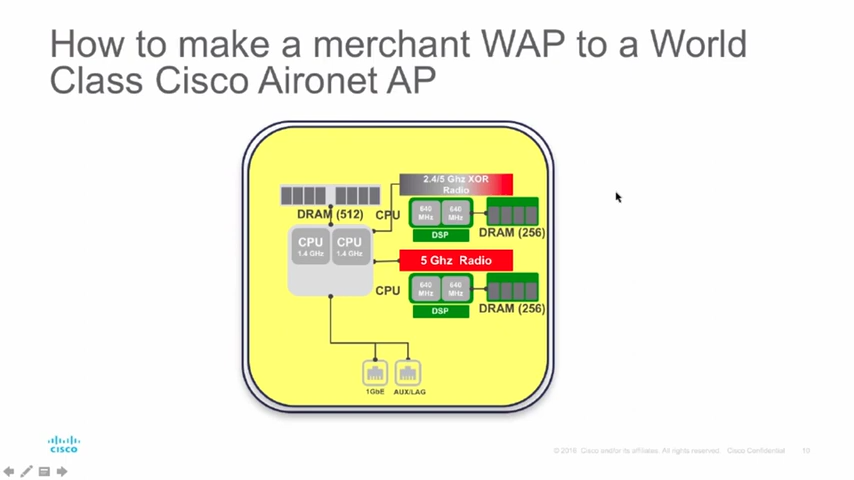 How to make a merchant WAP to a World
Class Cisco Aironet AP
2.4/5 Ghz XOR
Radio
DRAM (512)
CPU
640
MHz
640
MHz
DSP
DRAM (256)
CPU
1.4 GHz
CPU
1.4 GHz
5 Ghz Radio
CPU
640
MHz
640
MHz
DSP
DRAM (256)
1GbE
AUX/LAG
CISCO
© 2016 Cisco and/or its affiliates. All rights reserved. Cisco Confidential